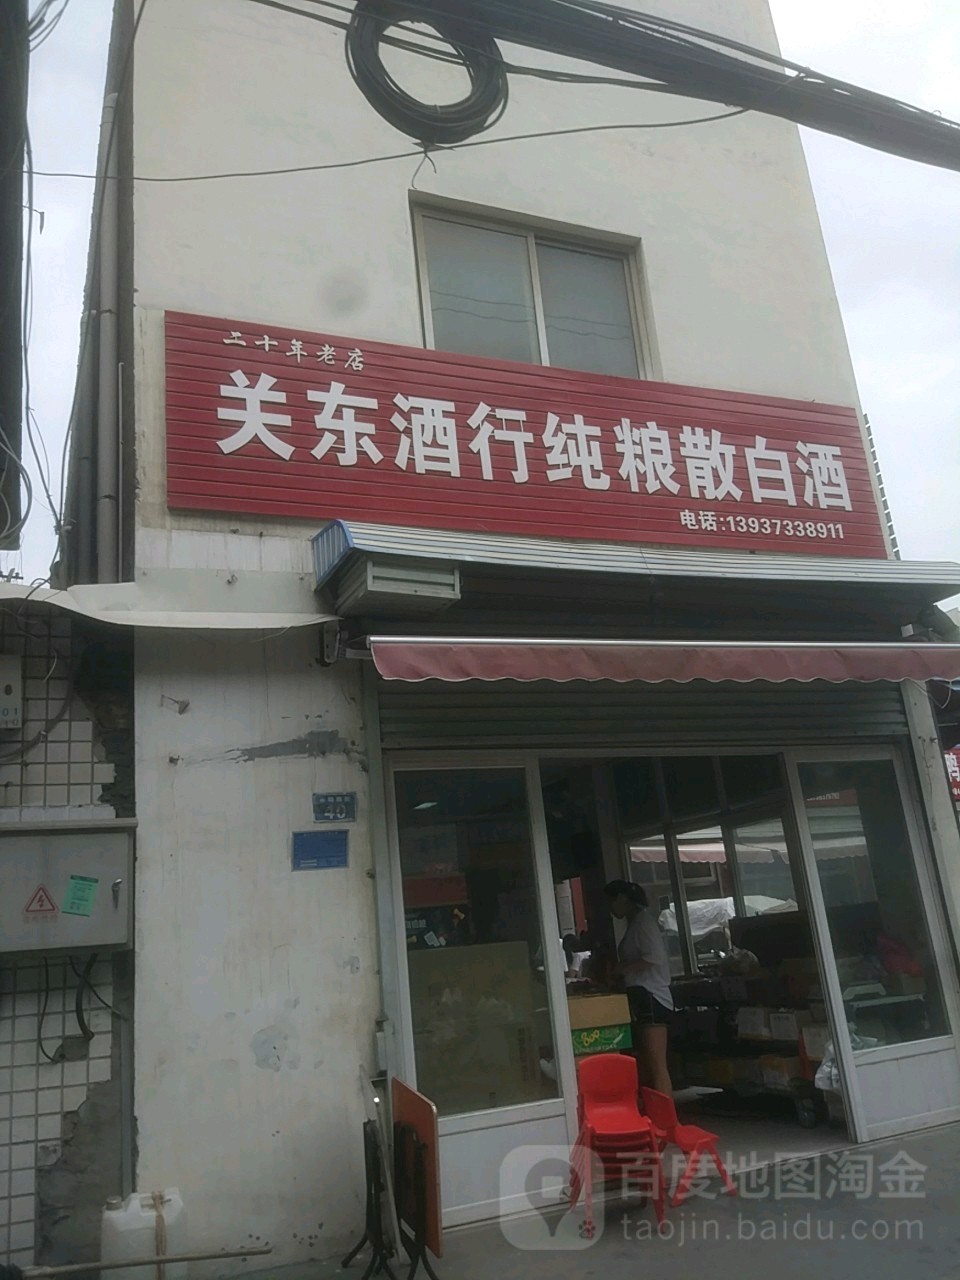 二十年老店
关东酒行纯粮散白酒
电话:13937338911
40
百度地图淘金
taojin.baidu.com